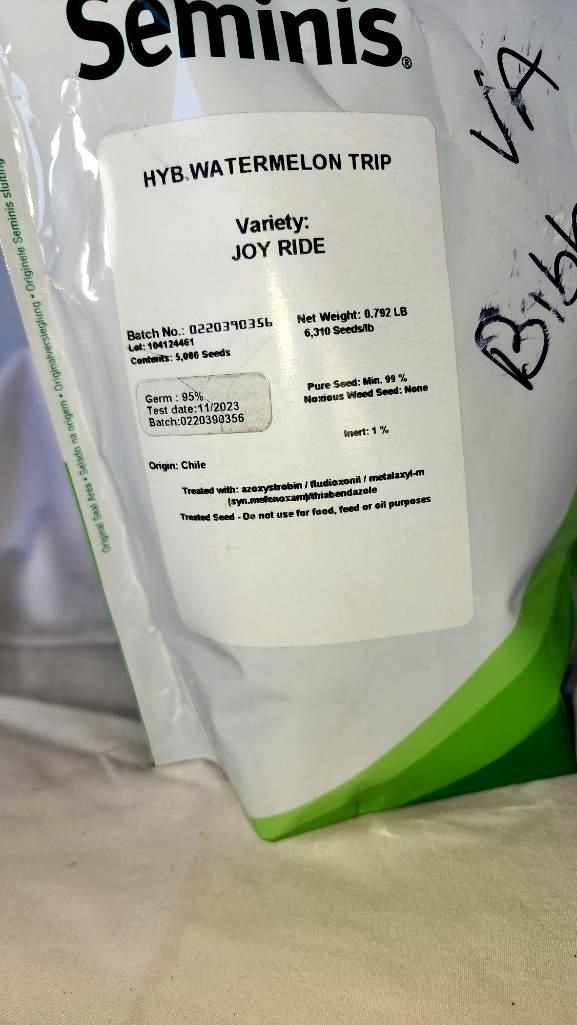 Seminis®
HYB.WATERMELON TRIP
Variety:
JOY RIDE
Batch No.: 0220390356
Lot: 104124461
Contents: 5,000 Seeds
Net Weight: 0.792 LB
6,310 Seeds/lb
Germ : 95%
Test date:11/2023
Batch:0220390356
Pure Seed: Min. 99 %
Noxious Weed Seed: None
Inert: 1 %
Origin: Chile
Treated with: azoxystrobin / fludioxonil / metalaxyl-m
(syn.mefenoxam)/thiabendazole
Treated Seed - Do not use for food, feed or oil purposes
Original Seal Area • Selado na origem • Originalversieglung • Originele Seminis sluiting
VA